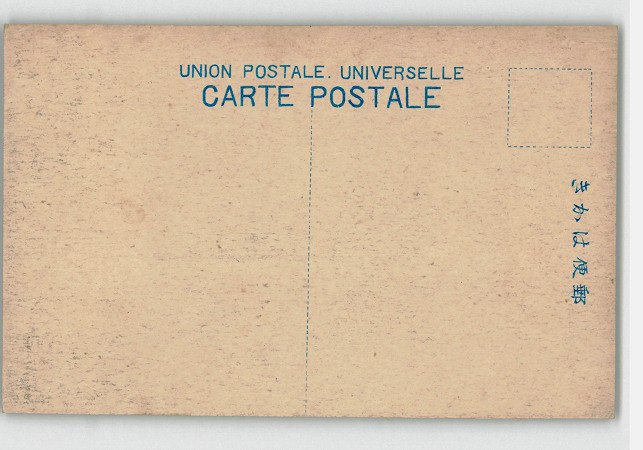 UNION POSTALE. UNIVERSELLE
CARTE POSTALE
きかは便郵